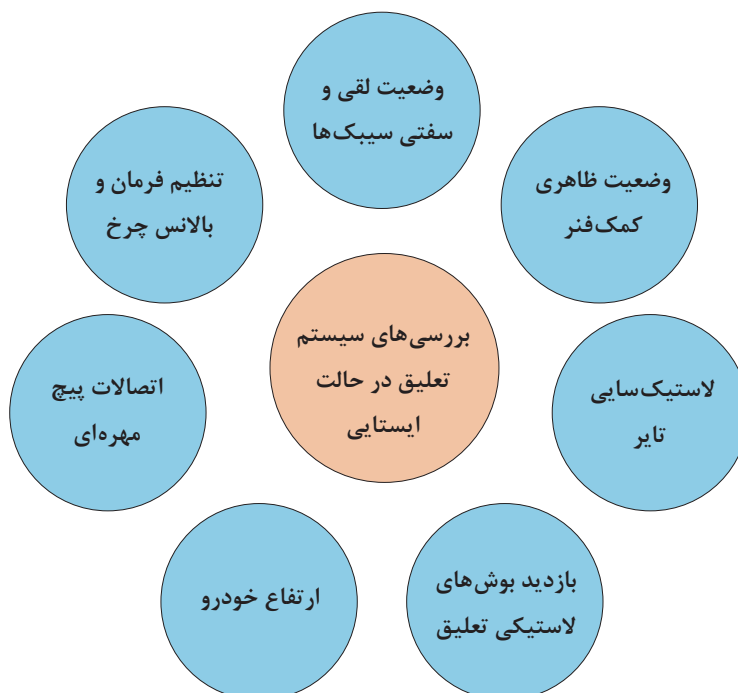 وضعیت لقی و
سفتی سیبک‌ها
وضعیت ظاهری
کمک‌فنر
لاستیک‌سایی
تایر
بازدید بوش‌های
لاستیکی تعلیق
ارتفاع خودرو
اتصالات پیچ
مهره‌ای
تنظیم فرمان و
بالانس چرخ
بررسی‌های سیستم
تعلیق در حالت
ایستایی